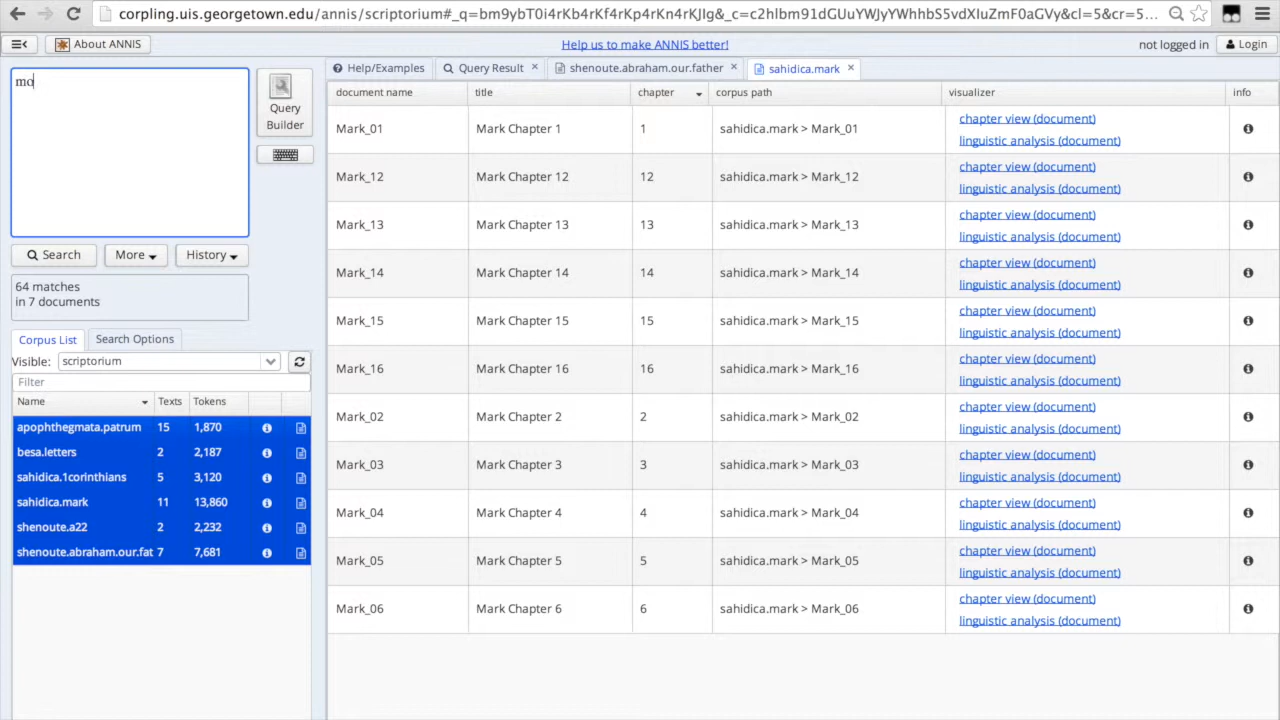 corpling.uis.georgetown.edu/annis/scriptorium#_q=bm9ybT0i4rKb4rKf4rKp4rKn4rKJIg&_c=c2hlbm91dGUuYWJyYWhhbS5vdXIuZmF0aGVy&cl=5&cr=5...
About ANNIS
Help us to make ANNIS better!
not logged in
Login
mo
Query
Builder
Search
More
History
64 matches
in 7 documents
Corpus List
Search Options
Visible:
scriptorium
Filter
Name Texts Tokens
apophthegmata.patrum 15 1,870
besa.letters 2 2,187
sahidica.1corinthians 5 3,120
sahidica.mark 11 13,860
shenoute.a22 2 2,232
shenoute.abraham.our.fat 7 7,681
Help/Examples
Query Result
shenoute.abraham.our.father
sahidica.mark
document name title chapter corpus path visualizer info
Mark_01 Mark Chapter 1 1 sahidica.mark > Mark_01 chapter view (document)
linguistic analysis (document)
Mark_12 Mark Chapter 12 12 sahidica.mark > Mark_12 chapter view (document)
linguistic analysis (document)
Mark_13 Mark Chapter 13 13 sahidica.mark > Mark_13 chapter view (document)
linguistic analysis (document)
Mark_14 Mark Chapter 14 14 sahidica.mark > Mark_14 chapter view (document)
linguistic analysis (document)
Mark_15 Mark Chapter 15 15 sahidica.mark > Mark_15 chapter view (document)
linguistic analysis (document)
Mark_16 Mark Chapter 16 16 sahidica.mark > Mark_16 chapter view (document)
linguistic analysis (document)
Mark_02 Mark Chapter 2 2 sahidica.mark > Mark_02 chapter view (document)
linguistic analysis (document)
Mark_03 Mark Chapter 3 3 sahidica.mark > Mark_03 chapter view (document)
linguistic analysis (document)
Mark_04 Mark Chapter 4 4 sahidica.mark > Mark_04 chapter view (document)
linguistic analysis (document)
Mark_05 Mark Chapter 5 5 sahidica.mark > Mark_05 chapter view (document)
linguistic analysis (document)
Mark_06 Mark Chapter 6 6 sahidica.mark > Mark_06 chapter view (document)
linguistic analysis (document)